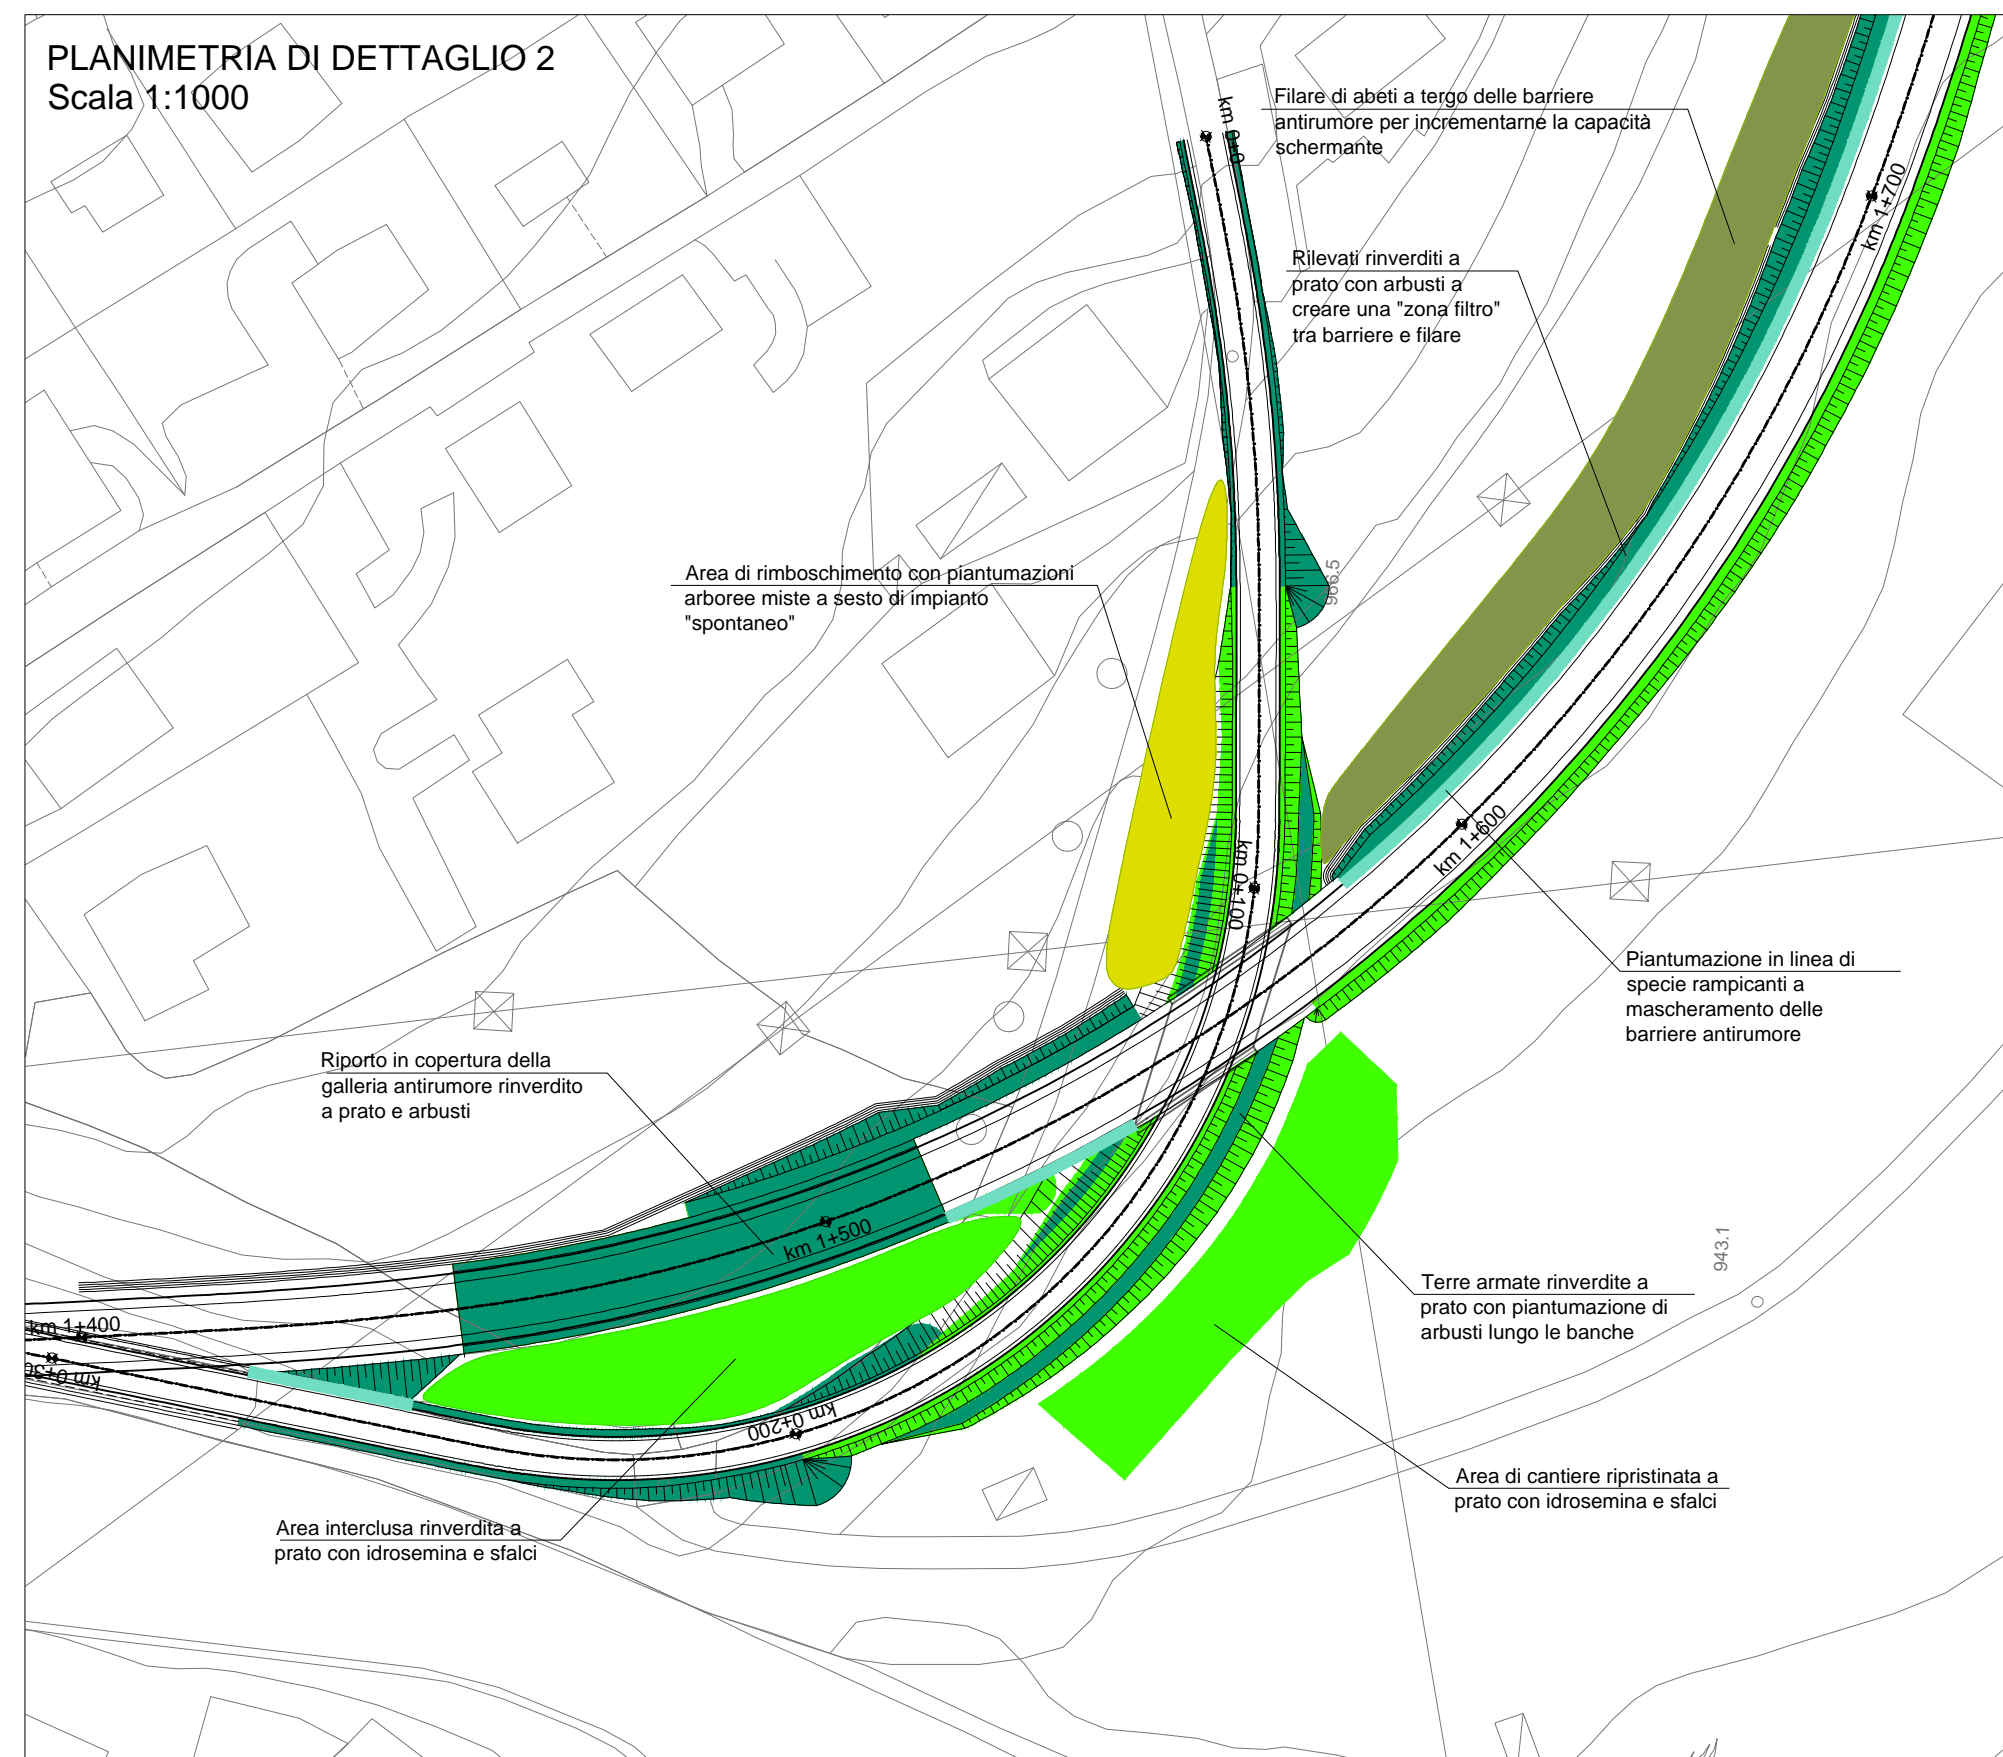 PLANIMETRIA DI DETTAGLIO 2
Scala 1:1000
Filare di abeti a tergo delle barriere
antirumore per incrementarne la capacità
schermante
km 0+0
km 1+700
Rilevati rinverditi a
prato con arbusti a
creare una "zona filtro"
tra barriere e filare
Area di rimboschimento con piantumazioni
arboree miste a sesto di impianto
"spontaneo"
966.5
km 1+600
km 0+100
Piantumazione in linea di
specie rampicanti a
mascheramento delle
barriere antirumore
Riporto in copertura della
galleria antirumore rinverdito
a prato e arbusti
km 1+500
943.1
Terre armate rinverdite a
prato con piantumazione di
arbusti lungo le banche
km 1+400
km 0+30
km 0+200
Area di cantiere ripristinata a
prato con idrosemina e sfalci
Area interclusa rinverdita a
prato con idrosemina e sfalci